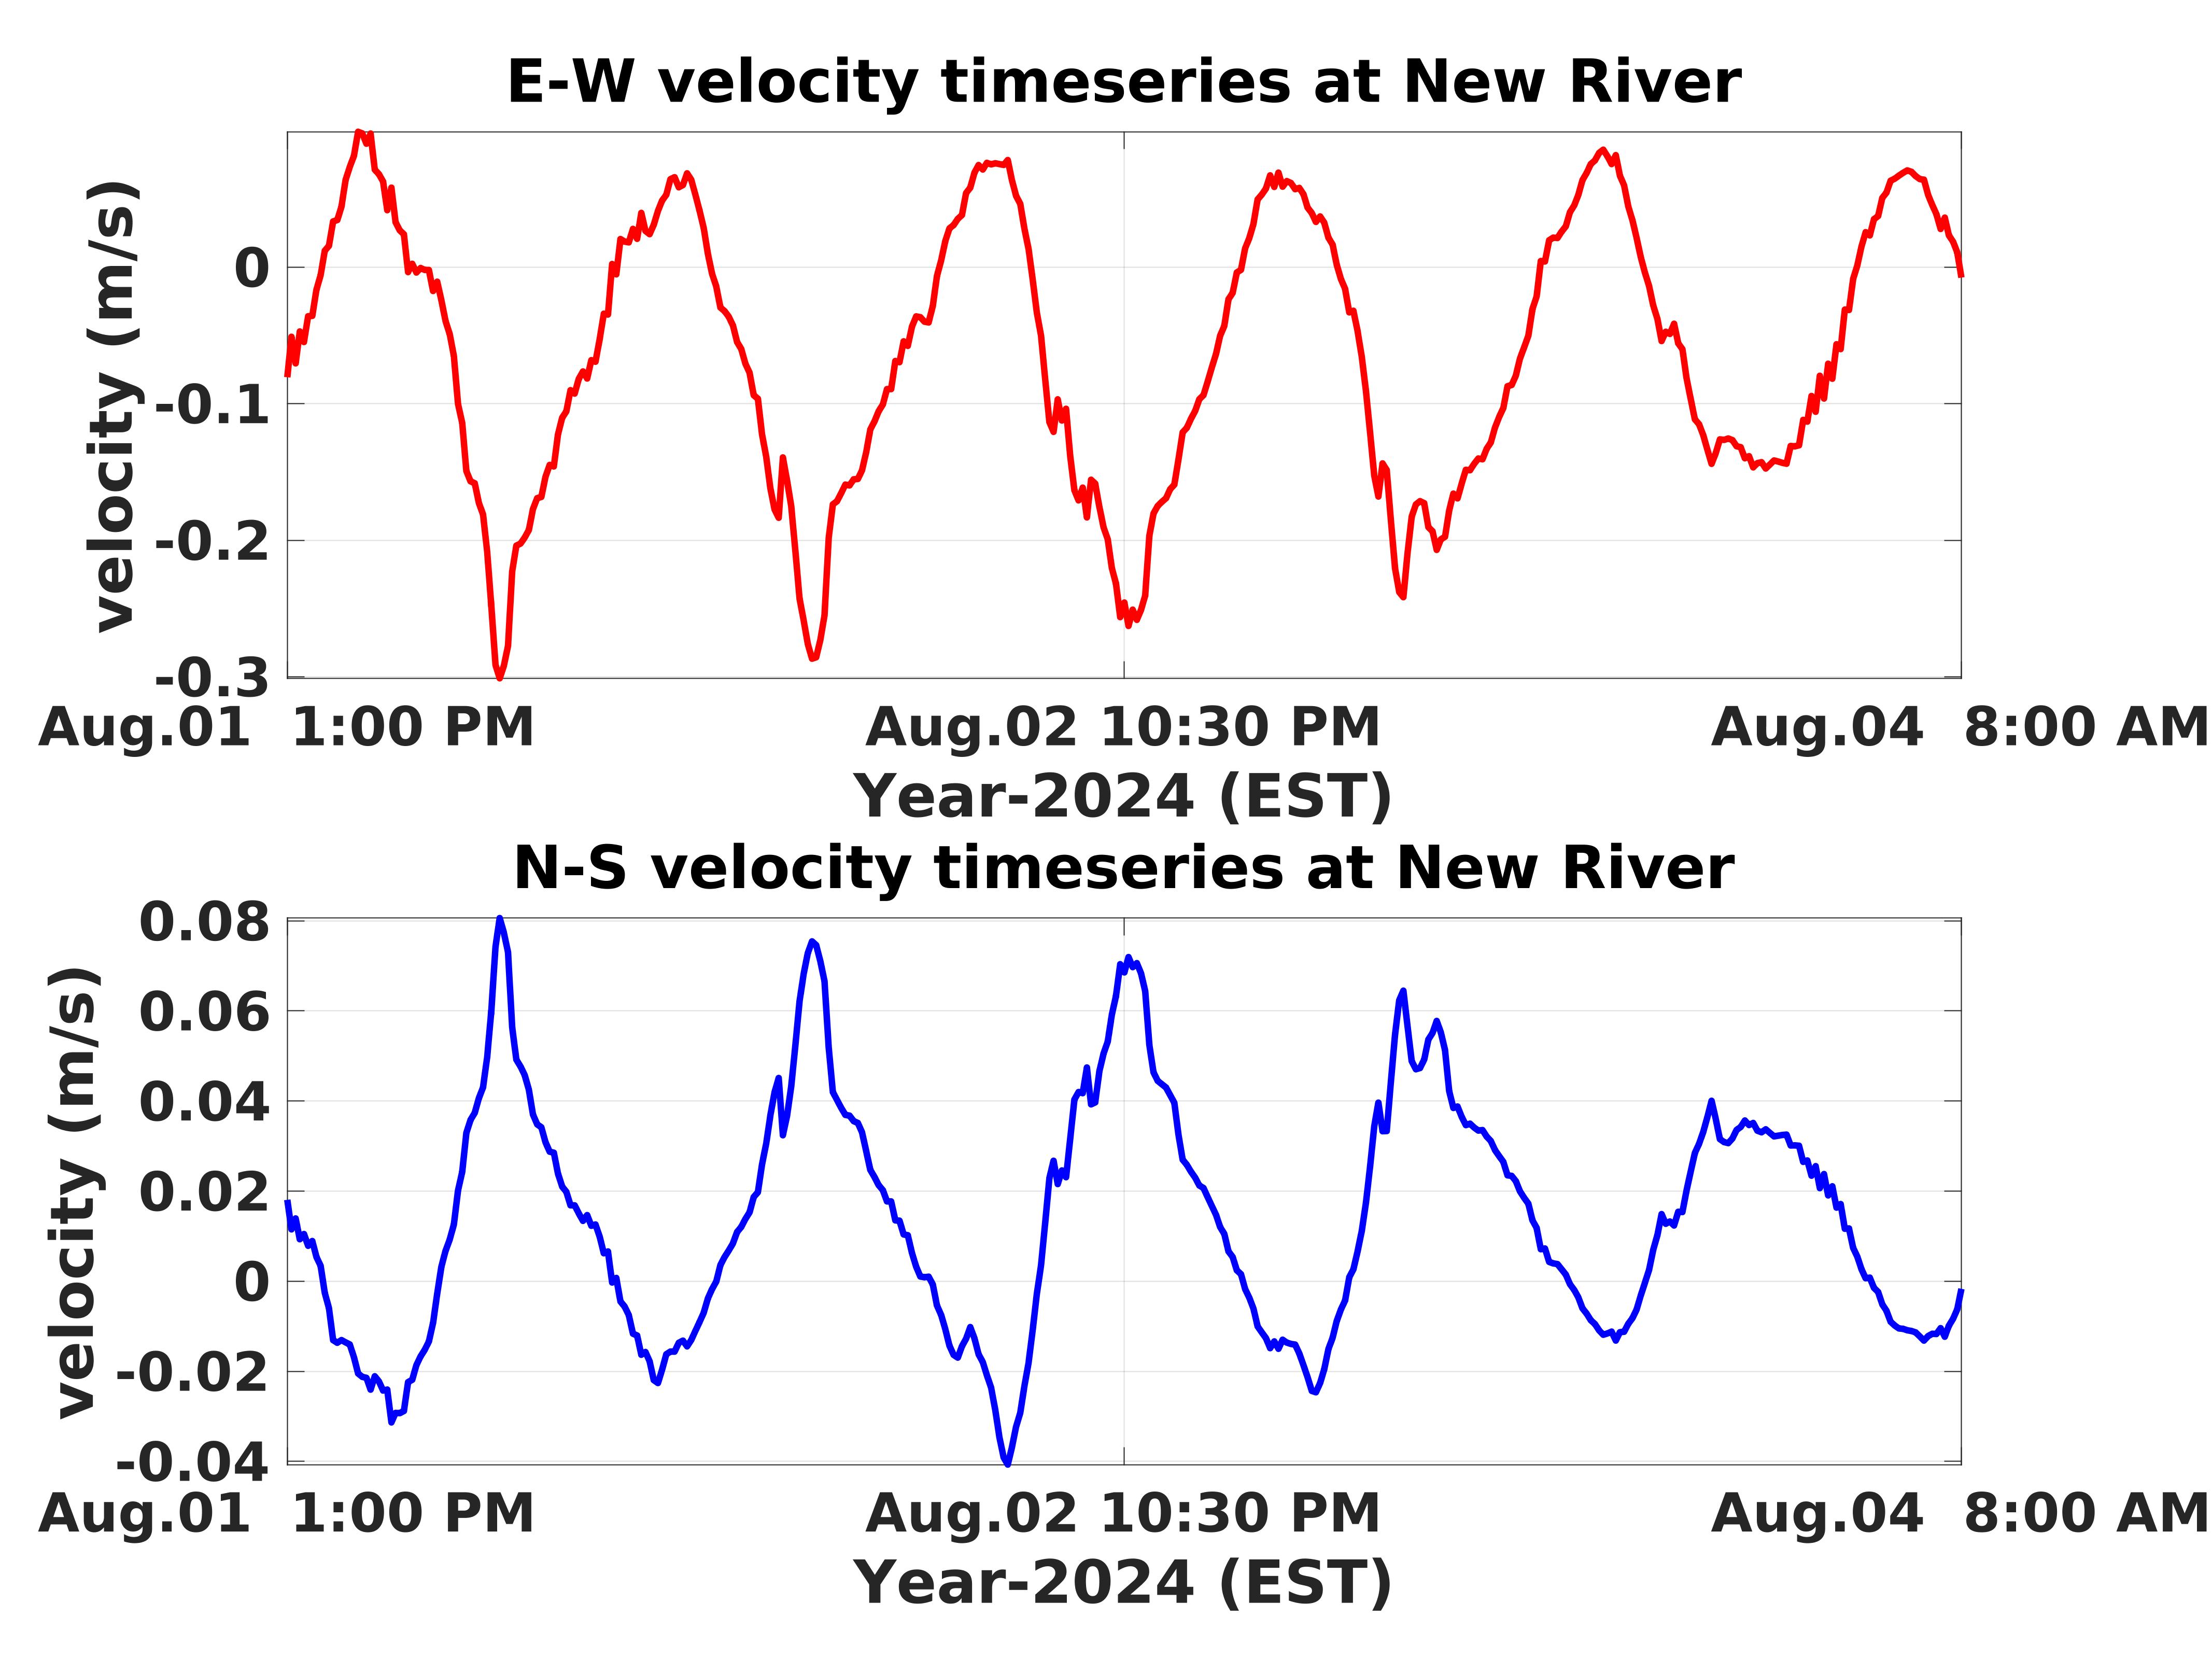 E-W velocity timeseries at New River
velocity (m/s)
0
-0.1
-0.2
-0.3
Aug.01  1:00 PM Aug.02 10:30 PM Aug.04  8:00 AM
Year-2024 (EST)
N-S velocity timeseries at New River
velocity (m/s)
0.08
0.06
0.04
0.02
0
-0.02
-0.04
Aug.01  1:00 PM Aug.02 10:30 PM Aug.04  8:00 AM
Year-2024 (EST)